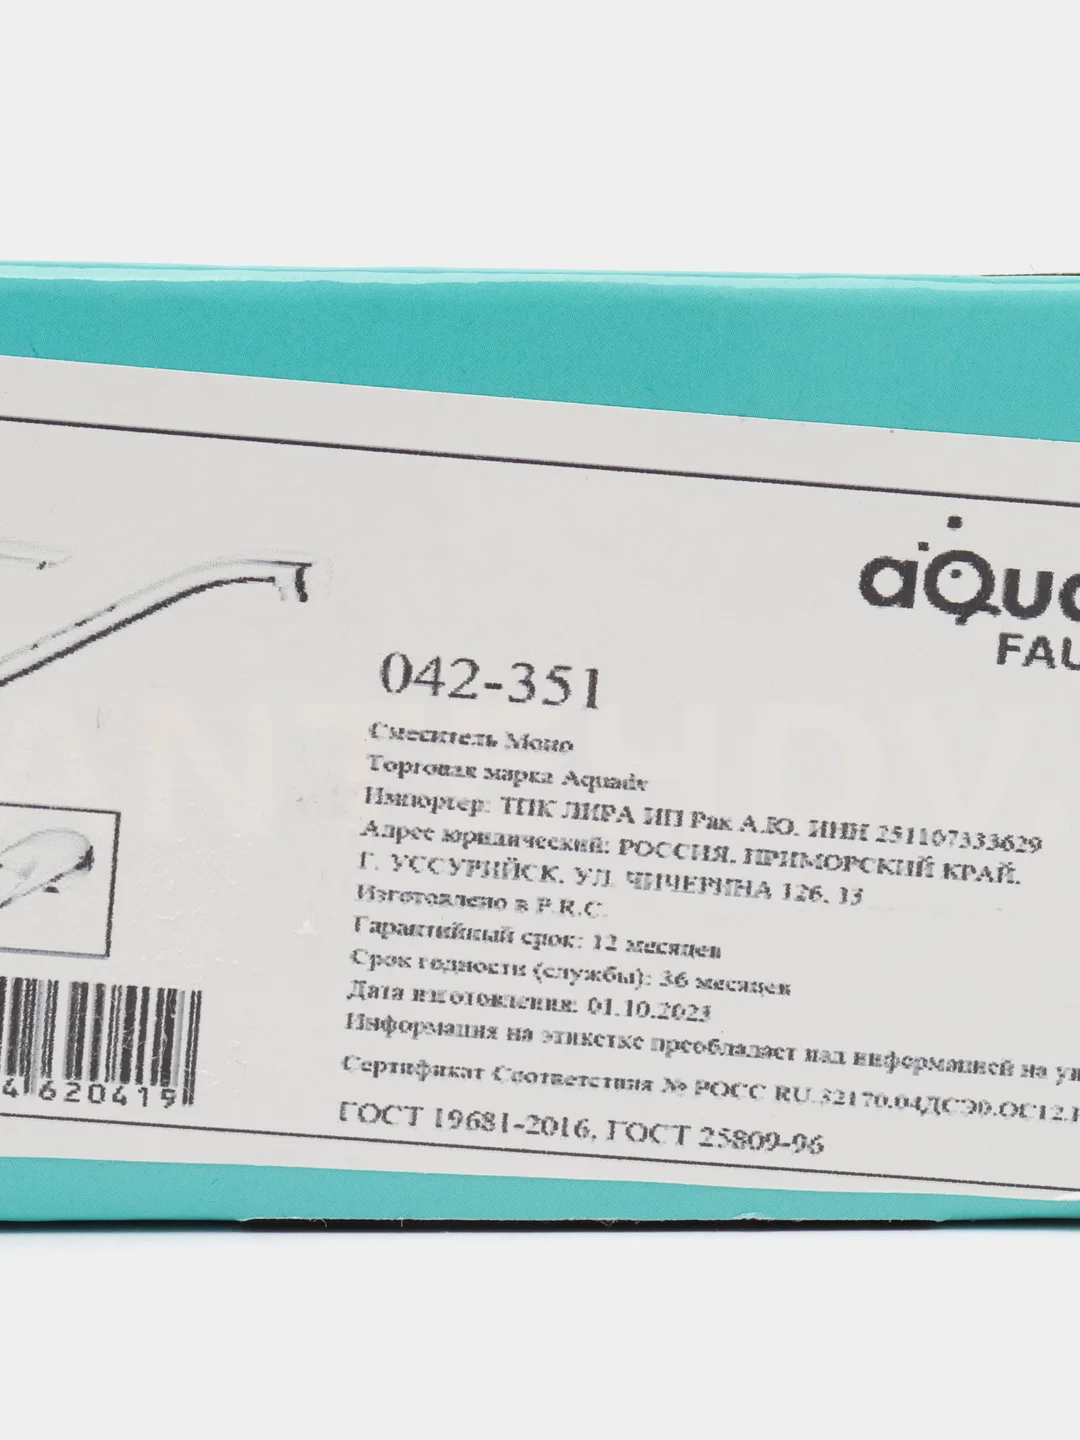 aQua
FAU
042-351
Смеситель Моно
Торговая марка Aquadv
Импортер: ТПК ЛИРА ИП Рак А.Ю. ИНН 251107333629
Адрес юридический: РОССИЯ, ПРИМОРСКИЙ КРАЙ,
Г. УССУРИЙСК, УЛ. ЧИЧЕРИНА 126, 13
Изготовлено в P.R.C.
Гарантийный срок: 12 месяцев
Срок годности (службы): 36 месяцев
Дата изготовления: 01.10.2023
Информация на этикетке преобладает над информацией на уп
Сертификат Соответствия № РОСС RU.32170.04ДСЭ0.ОС12.
ГОСТ 19681-2016, ГОСТ 25809-96
4 620419